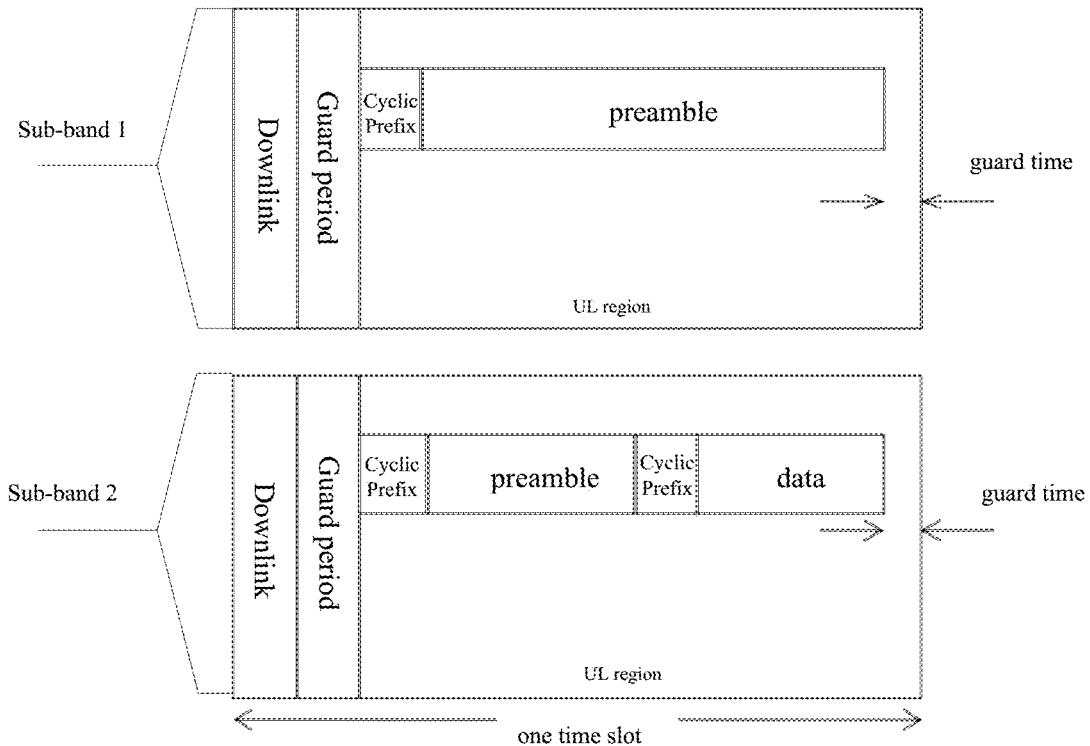 Sub-band 1
Downlink
Guard period
Cyclic
Prefix
preamble
guard time
UL region
Sub-band 2
Downlink
Guard period
Cyclic
Prefix
preamble
Cyclic
Prefix
data
guard time
UL region
one time slot